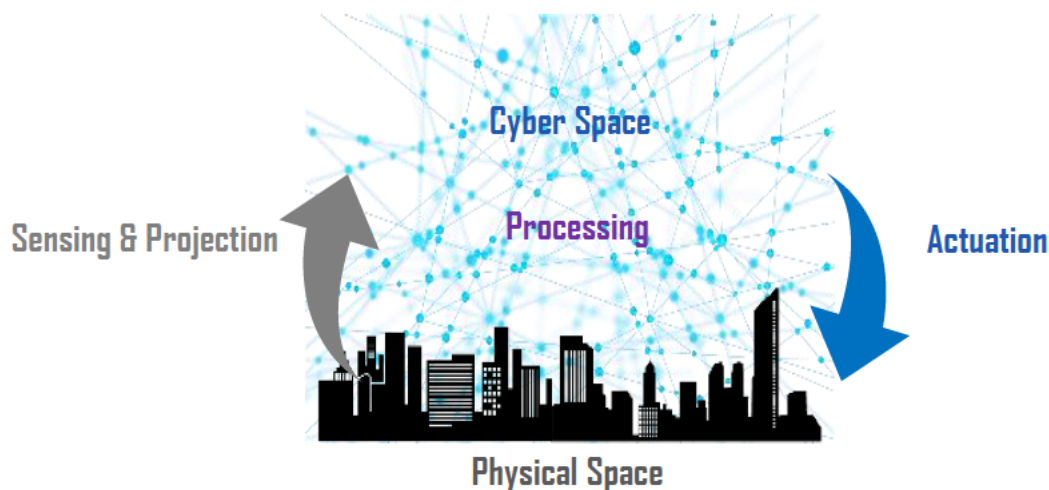 Cyber Space
Processing
Sensing & Projection
Actuation
Physical Space